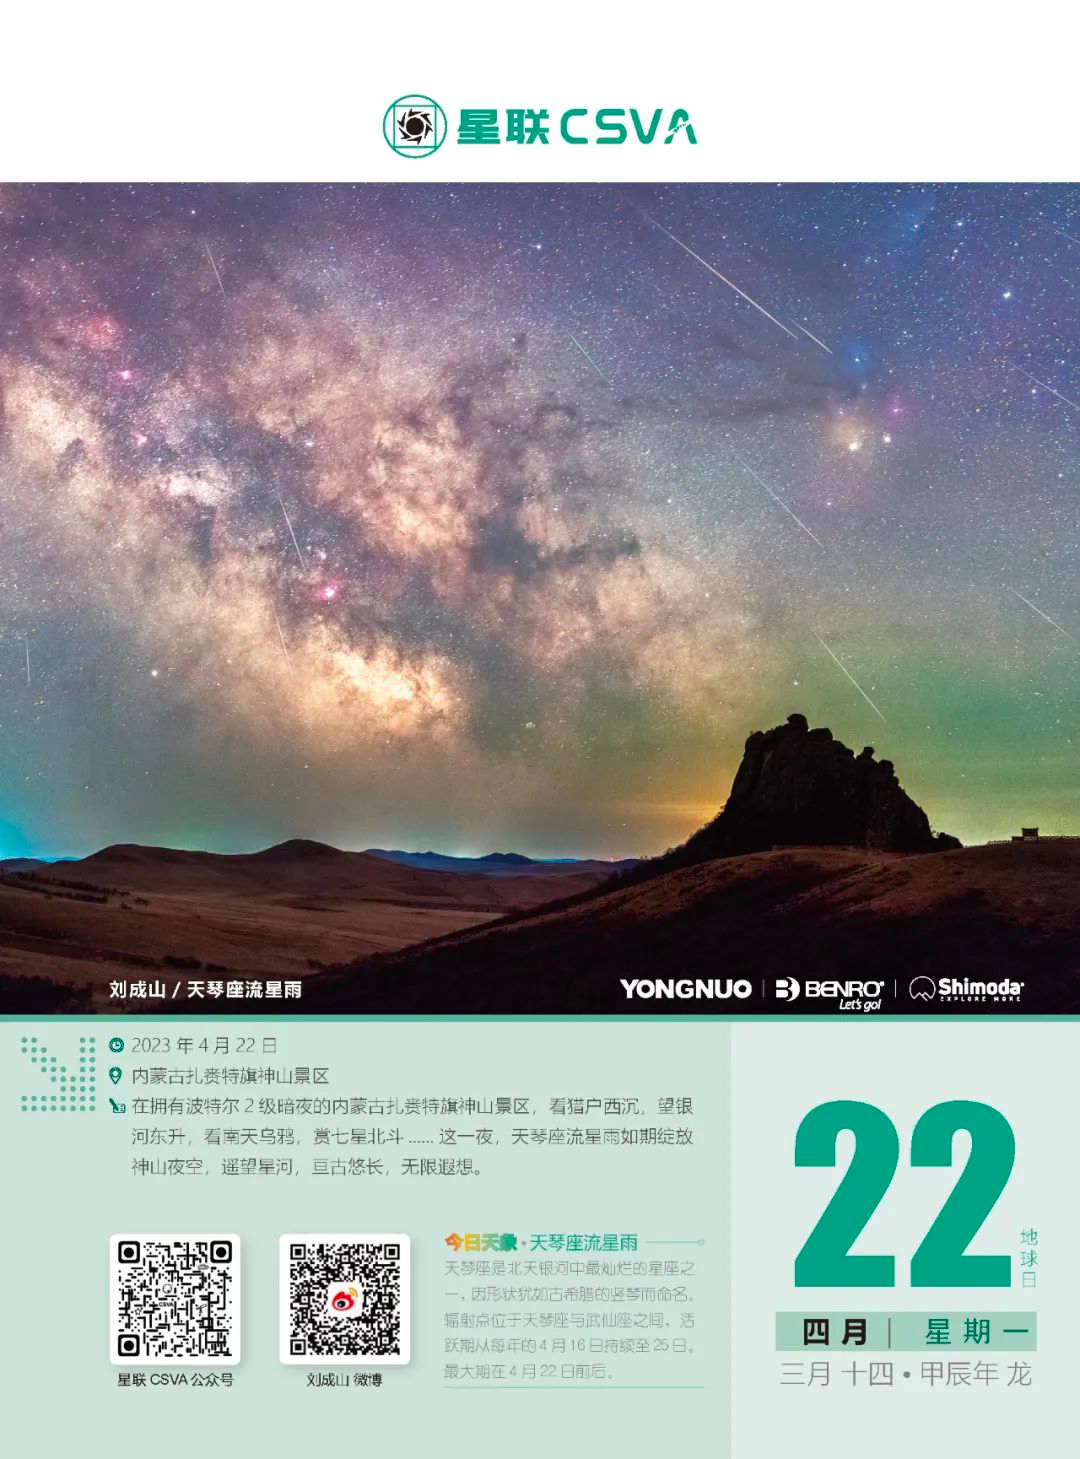 星联CSVA
刘成山 / 天琴座流星雨
YONGNUO
BENRO
Let's go!
Shimoda
EXPLORE MORE
2023 年 4 月 22 日
内蒙古扎赉特旗神山景区
在拥有波特尔 2 级暗夜的内蒙古扎赉特旗神山景区，看猎户西沉，望银
河东升，看南天乌鸦，赏七星北斗 ...... 这一夜，天琴座流星雨如期绽放
神山夜空，遥望星河，亘古悠长，无限遐想。
今日天象·天琴座流星雨
天琴座是北天银河中最灿烂的星座之
一，因形状犹如古希腊的竖琴而命名。
辐射点位于天琴座与武仙座之间，活
跃期从每年的 4 月 16 日持续至 25 日。
最大期在 4 月 22 日前后。
CSVA
星联 CSVA 公众号
刘成山 微博
22
地球日
四月 | 星期一
三月 十四 • 甲辰年 龙